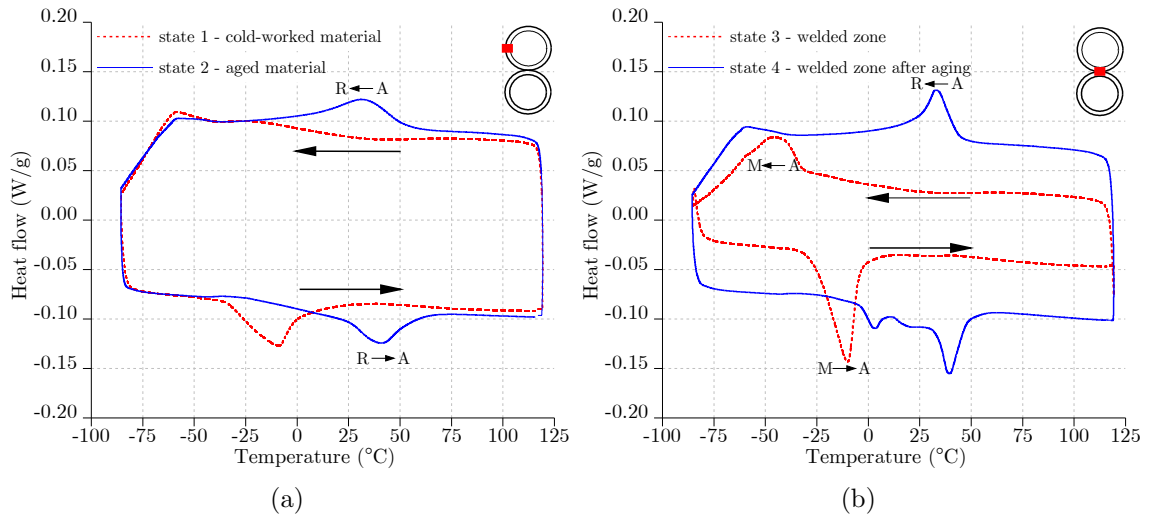 0.20
0.15
0.10
0.05
0.00
-0.05
-0.10
-0.15
-0.20
Heat flow (W/g)
state 1 - cold-worked material
state 2 - aged material
R A
R A
-100 -75 -50 -25 0 25 50 75 100 125
Temperature (°C)
(a)
0.20
0.15
0.10
0.05
0.00
-0.05
-0.10
-0.15
-0.20
Heat flow (W/g)
state 3 - welded zone
state 4 - welded zone after aging
R A
M A
M A
-100 -75 -50 -25 0 25 50 75 100 125
Temperature (°C)
(b)